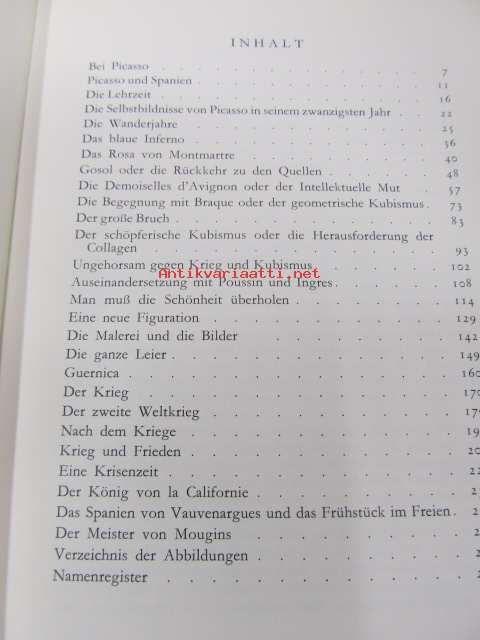 INHALT
Bei Picasso . . . . . . . . . . . . . 7
Picasso und Spanien . . . . . . . . . . . 11
Die Lehrzeit . . . . . . . . . . . . . 16
Die Selbstbildnisse von Picasso in seinem zwanzigsten Jahr . . 22
Die Wanderjahre . . . . . . . . . . . . 25
Das blaue Inferno . . . . . . . . . . . 36
Das Rosa von Montmartre . . . . . . . . . 40
Gosol oder die Rückkehr zu den Quellen . . . . . 48
Die Demoiselles d'Avignon oder der Intellektuelle Mut . 57
Die Begegnung mit Braque oder der geometrische Kubismus . 73
Der große Bruch . . . . . . . . . . . . 83
Der schöpferische Kubismus oder die Herausforderung der
Collagen . . . . . . . . . . . . . 93
Ungehorsam gegen Krieg und Kubismus . . . . . . 102
Antikvariaatti.net
Auseinandersetzung mit Poussin und Ingres . . . . . 108
Man muß die Schönheit überholen . . . . . . . 114
Eine neue Figuration . . . . . . . . . . 129
Die Malerei und die Bilder . . . . . . . . 142
Die ganze Leier . . . . . . . . . . . . 149
Guernica . . . . . . . . . . . . . 160
Der Krieg . . . . . . . . . . . . .
Der zweite Weltkrieg . . . . . . . . . .
Nach dem Kriege . . . . . . . . . . .
Krieg und Frieden . . . . . . . . . . .
Eine Krisenzeit . . . . . . . . . . . .
Der König von la Californie . . . . . . . .
Das Spanien von Vauvenargues und das Frühstück im Freien .
Der Meister von Mougins . . . . . . . . .
Verzeichnis der Abbildungen . . . . . . . .
Namenregister . . . . . . . . . . . .